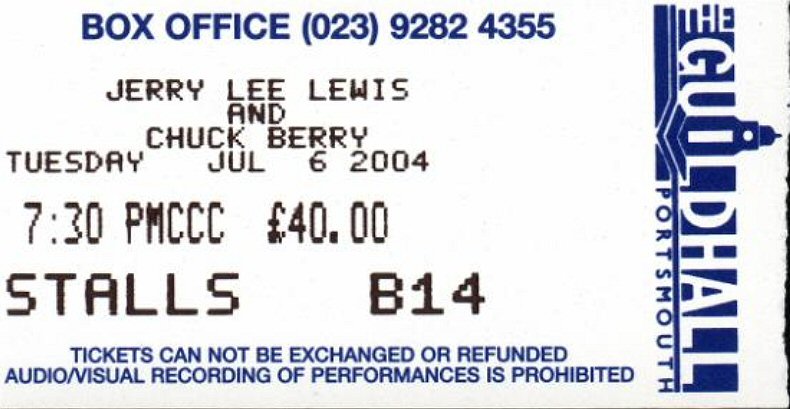 BOX OFFICE (023) 9282 4355
JERRY LEE LEWIS
AND
CHUCK BERRY
TUESDAY JUL 6 2004
7:30 PMCCC £40.00
STALLS B14
TICKETS CAN NOT BE EXCHANGED OR REFUNDED
AUDIO/VISUAL RECORDING OF PERFORMANCES IS PROHIBITED
THE GUILDHALL
PORTSMOUTH